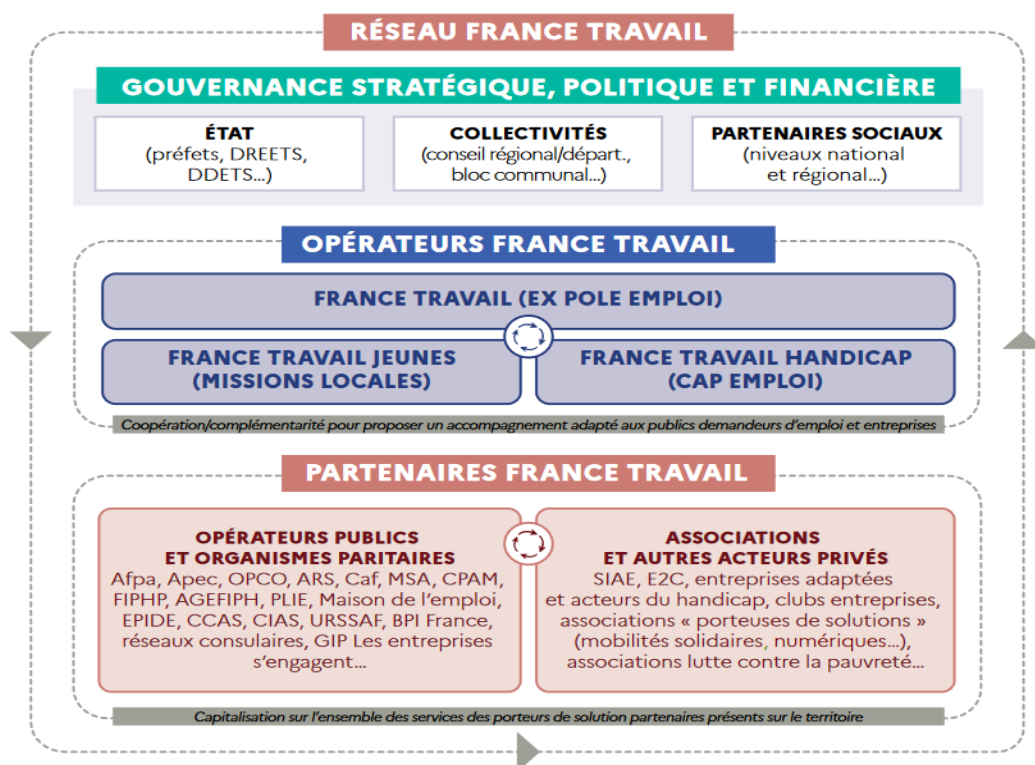 RÉSEAU FRANCE TRAVAIL
GOUVERNANCE STRATÉGIQUE, POLITIQUE ET FINANCIÈRE
ÉTAT
(préfets, DREETS,
DDETS…)
COLLECTIVITÉS
(conseil régional/départ.,
bloc communal…)
PARTENAIRES SOCIAUX
(niveaux national
et régional…)
OPÉRATEURS FRANCE TRAVAIL
FRANCE TRAVAIL (EX POLE EMPLOI)
FRANCE TRAVAIL JEUNES
(MISSIONS LOCALES)
FRANCE TRAVAIL HANDICAP
(CAP EMPLOI)
Coopération/complémentarité pour proposer un accompagnement adapté aux publics demandeurs d’emploi et entreprises
PARTENAIRES FRANCE TRAVAIL
OPÉRATEURS PUBLICS
ET ORGANISMES PARITAIRES
Afpa, Apec, OPCO, ARS, Caf, MSA, CPAM,
FIPHP, AGEFIPH, PLIE, Maison de l’emploi,
EPIDE, CCAS, CIAS, URSSAF, BPI France,
réseaux consulaires, GIP Les entreprises
s’engagent…
ASSOCIATIONS
ET AUTRES ACTEURS PRIVÉS
SIAE, E2C, entreprises adaptées
et acteurs du handicap, clubs entreprises,
associations « porteuses de solutions »
(mobilités solidaires, numériques…),
associations lutte contre la pauvreté…
Capitalisation sur l’ensemble des services des porteurs de solution partenaires présents sur le territoire